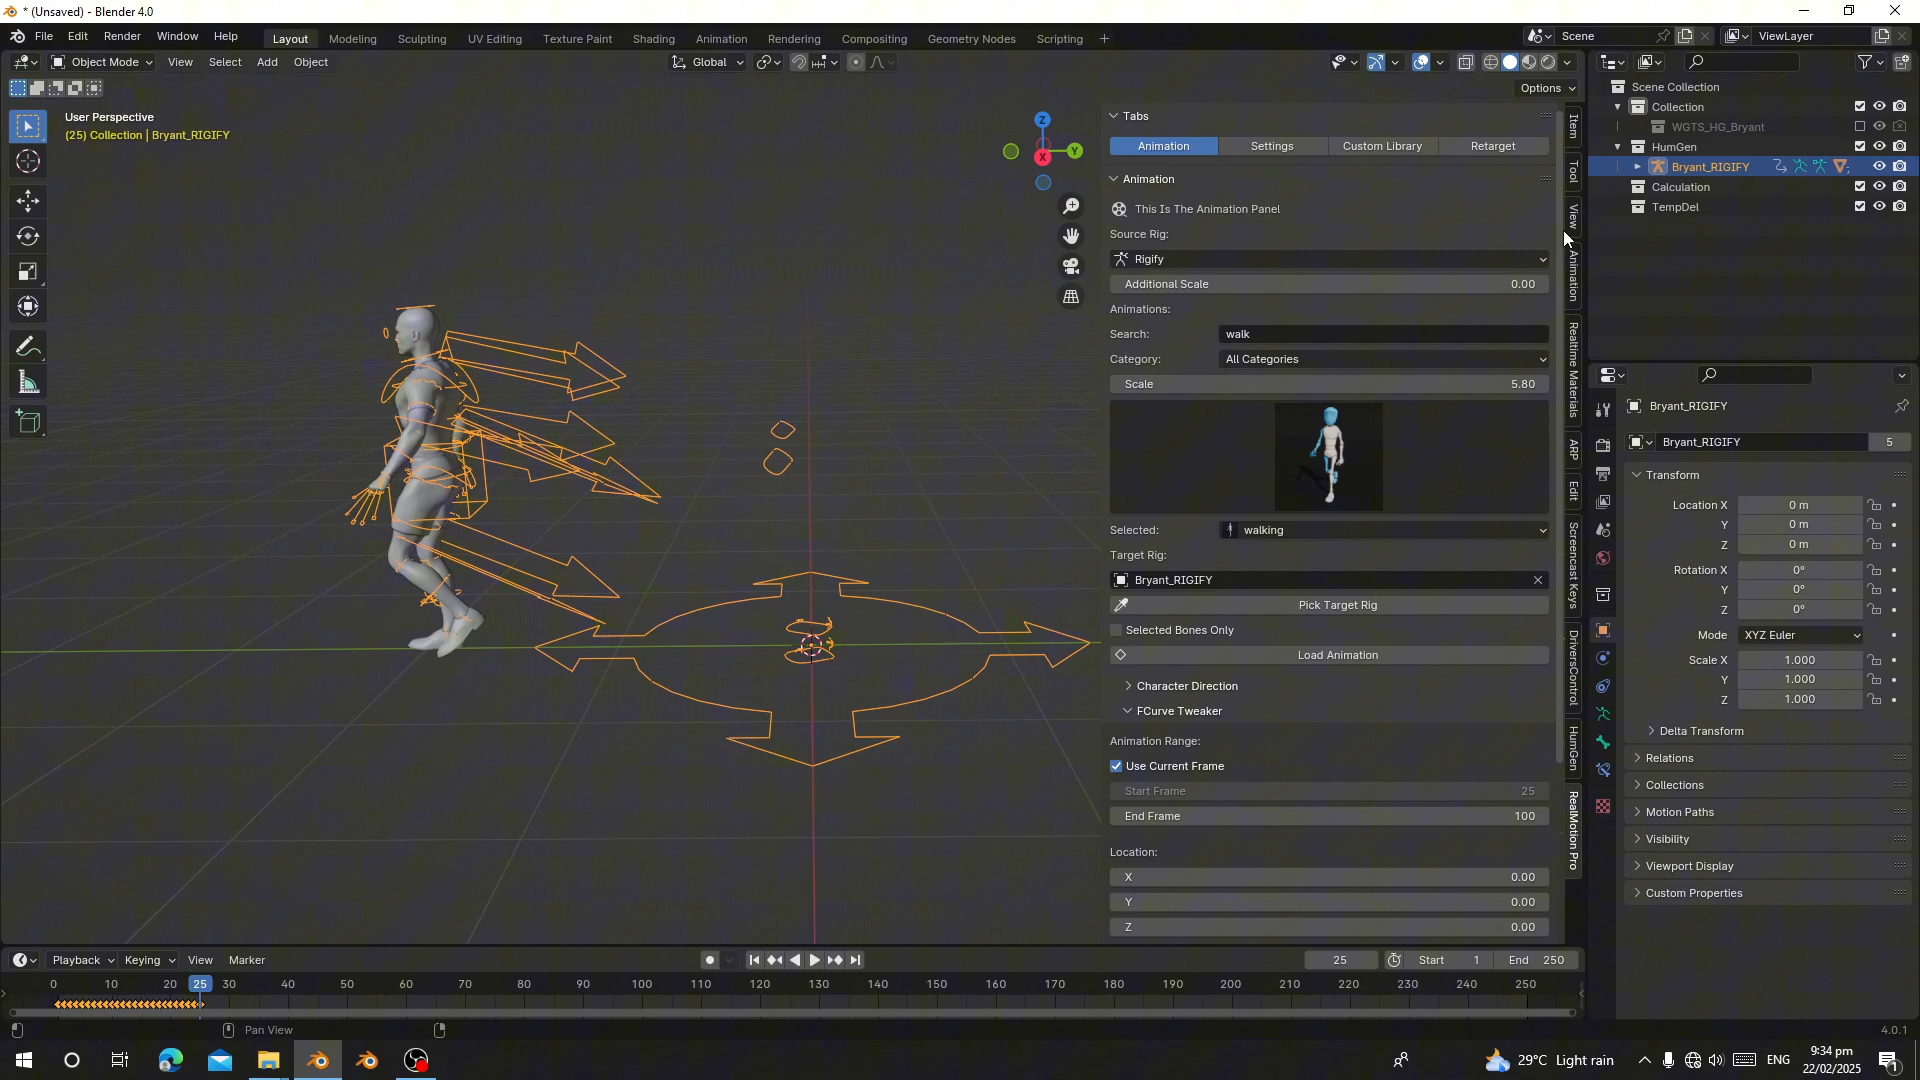 * (Unsaved) - Blender 4.0
File Edit Render Window Help
Layout Modeling Sculpting UV Editing Texture Paint Shading Animation Rendering Compositing Geometry Nodes Scripting +
Scene
ViewLayer
Object Mode View Select Add Object
Global
Options
User Perspective
(25) Collection | Bryant_RIGIFY
Z
Y
X
Tabs
Animation Settings Custom Library Retarget
Animation
This Is The Animation Panel
Source Rig:
Rigify
Additional Scale 0.00
Animations:
Search: walk
Category: All Categories
Scale 5.80
Selected: walking
Target Rig:
Bryant_RIGIFY
Pick Target Rig
Selected Bones Only
Load Animation
Character Direction
FCurve Tweaker
Animation Range:
Use Current Frame
Start Frame 25
End Frame 100
Location:
X 0.00
Y 0.00
Z 0.00
Item
Tool
View
Animation
Realtime Materials
ARP
Edit
Screencast Keys
DriversControl
HumGen
RealMotion Pro
Scene Collection
Collection
WGTS_HG_Bryant
HumGen
Bryant_RIGIFY
Calculation
TempDel
Bryant_RIGIFY
Bryant_RIGIFY 5
Transform
Location X 0 m
Y 0 m
Z 0 m
Rotation X 0°
Y 0°
Z 0°
Mode XYZ Euler
Scale X 1.000
Y 1.000
Z 1.000
Delta Transform
Relations
Collections
Motion Paths
Visibility
Viewport Display
Custom Properties
Playback Keying View Marker
25 Start 1 End 250
0 10 20 25 30 40 50 60 70 80 90 100 110 120 130 140 150 160 170 180 190 200 210 220 230 240 250
Pan View
4.0.1
29°C Light rain
ENG
9:34 pm
22/02/2025
1